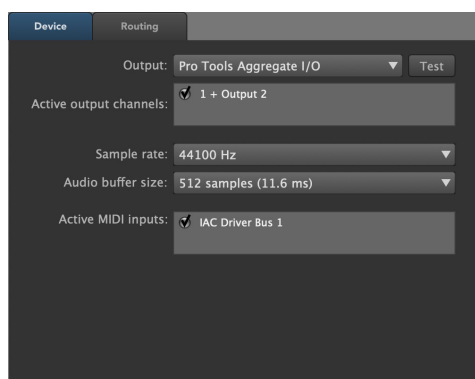 Device Routing
Output: Pro Tools Aggregate I/O Test
Active output channels: 1 + Output 2
Sample rate: 44100 Hz
Audio buffer size: 512 samples (11.6 ms)
Active MIDI inputs: IAC Driver Bus 1